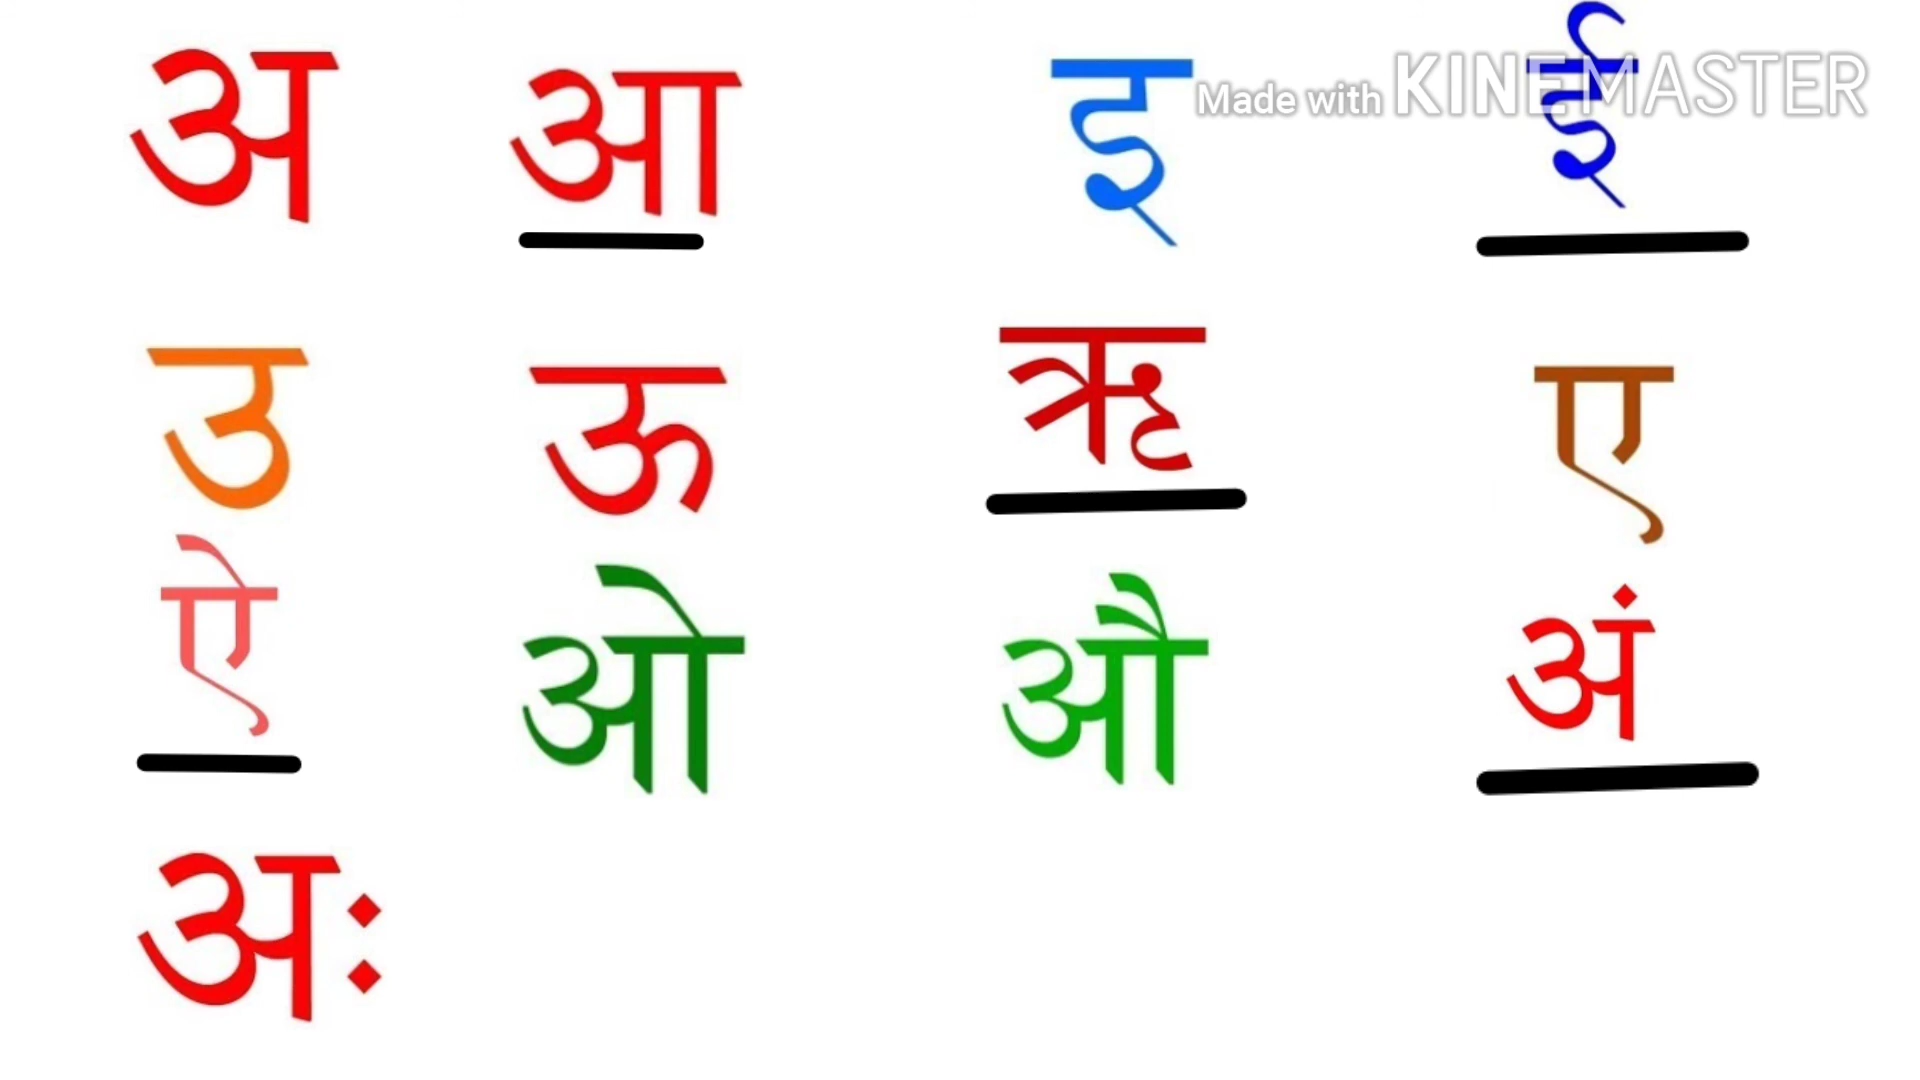 अ आ इ ई
Made with KINEMASTER
उ ऊ ऋ ए
ऐ ओ औ अं
अः